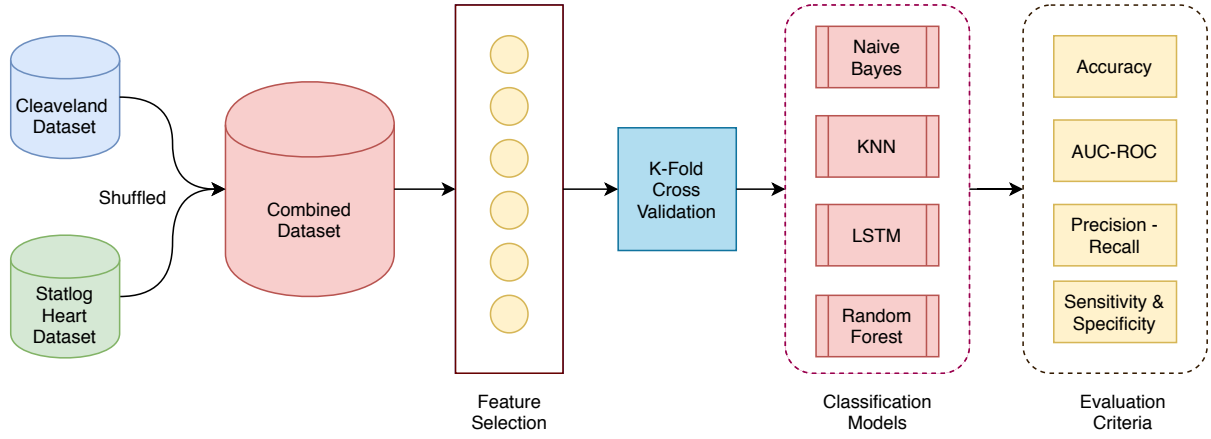 Cleaveland
Dataset
Shuffled
Statlog
Heart
Dataset
Combined
Dataset
Feature
Selection
K-Fold
Cross
Validation
Naive
Bayes
KNN
LSTM
Random
Forest
Classification
Models
Accuracy
AUC-ROC
Precision -
Recall
Sensitivity &
Specificity
Evaluation
Criteria